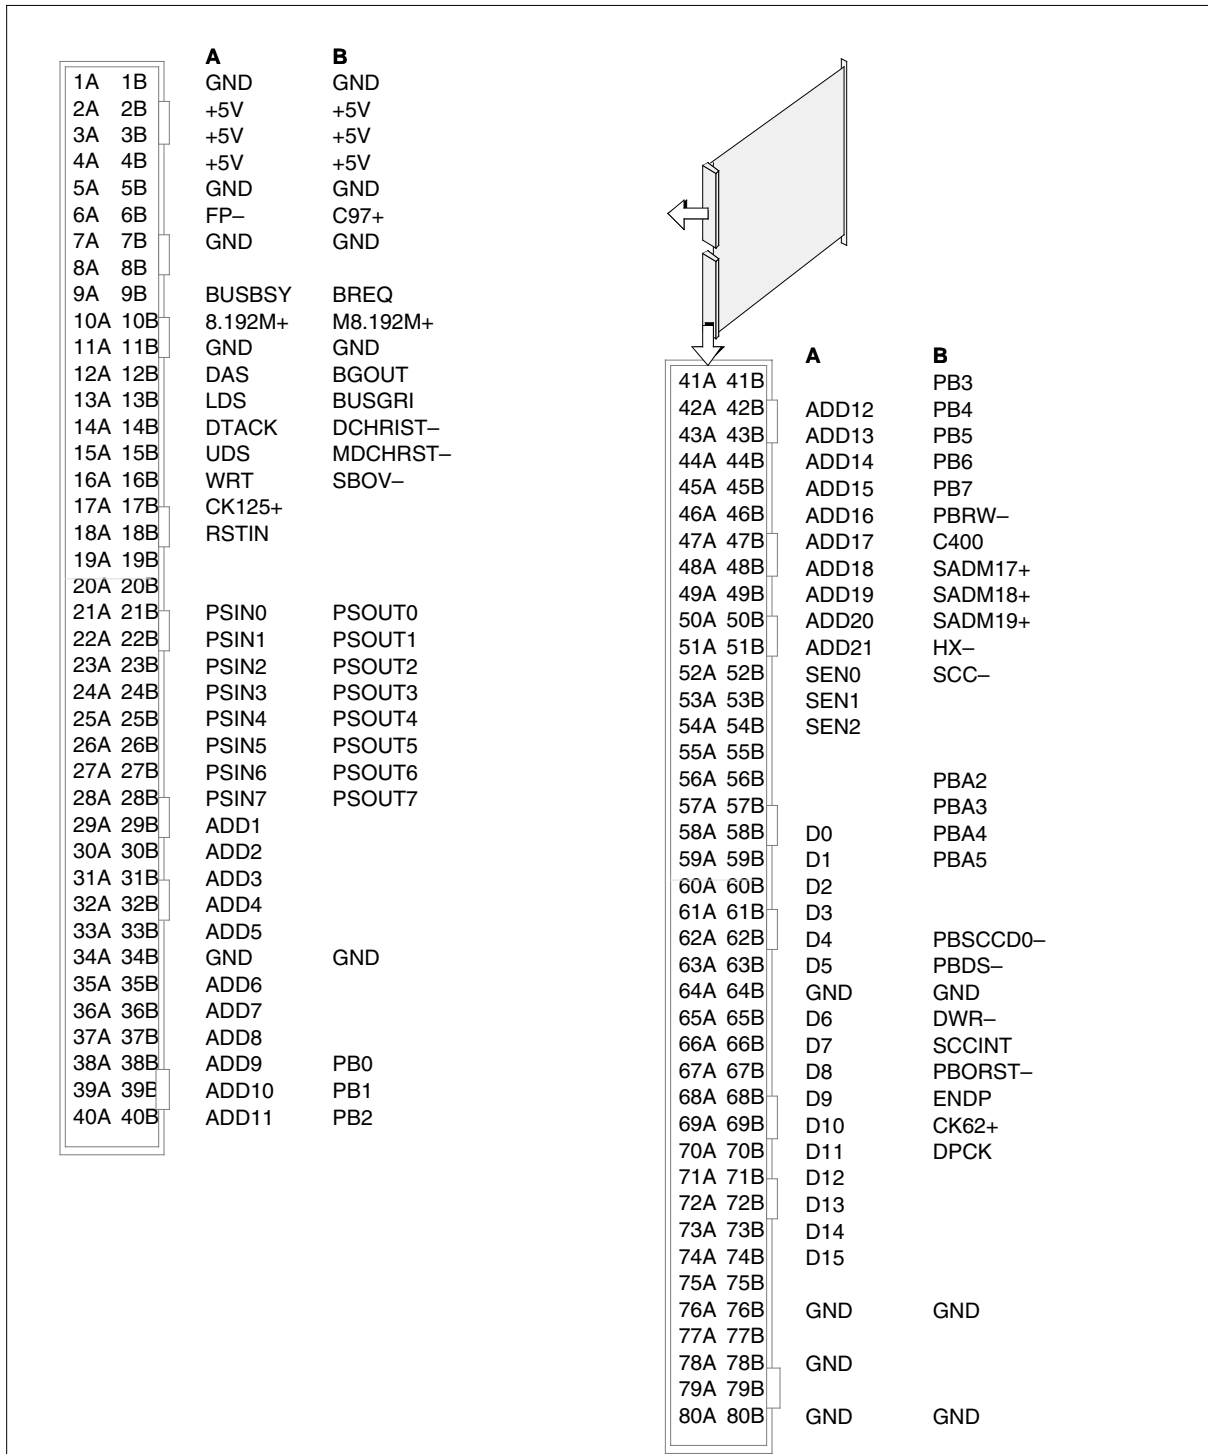 A B
1A 1B GND GND
2A 2B +5V +5V
3A 3B +5V +5V
4A 4B +5V +5V
5A 5B GND GND
6A 6B FP– C97+
7A 7B GND GND
8A 8B
9A 9B BUSBSY BREQ
10A 10B 8.192M+ M8.192M+
11A 11B GND GND
12A 12B DAS BGOUT
13A 13B LDS BUSGRI
14A 14B DTACK DCHRIST–
15A 15B UDS MDCHRST–
16A 16B WRT SBOV–
17A 17B CK125+
18A 18B RSTIN
19A 19B
20A 20B
21A 21B PSIN0 PSOUT0
22A 22B PSIN1 PSOUT1
23A 23B PSIN2 PSOUT2
24A 24B PSIN3 PSOUT3
25A 25B PSIN4 PSOUT4
26A 26B PSIN5 PSOUT5
27A 27B PSIN6 PSOUT6
28A 28B PSIN7 PSOUT7
29A 29B ADD1
30A 30B ADD2
31A 31B ADD3
32A 32B ADD4
33A 33B ADD5
34A 34B GND GND
35A 35B ADD6
36A 36B ADD7
37A 37B ADD8
38A 38B ADD9 PB0
39A 39B ADD10 PB1
40A 40B ADD11 PB2
A B
41A 41B PB3
42A 42B ADD12 PB4
43A 43B ADD13 PB5
44A 44B ADD14 PB6
45A 45B ADD15 PB7
46A 46B ADD16 PBRW–
47A 47B ADD17 C400
48A 48B ADD18 SADM17+
49A 49B ADD19 SADM18+
50A 50B ADD20 SADM19+
51A 51B ADD21 HX–
52A 52B SEN0 SCC–
53A 53B SEN1
54A 54B SEN2
55A 55B
56A 56B PBA2
57A 57B PBA3
58A 58B D0 PBA4
59A 59B D1 PBA5
60A 60B D2
61A 61B D3
62A 62B D4 PBSCCD0–
63A 63B D5 PBDS–
64A 64B GND GND
65A 65B D6 DWR–
66A 66B D7 SCCINT
67A 67B D8 PBORST–
68A 68B D9 ENDP
69A 69B D10 CK62+
70A 70B D11 DPCK
71A 71B D12
72A 72B D13
73A 73B D14
74A 74B D15
75A 75B
76A 76B GND GND
77A 77B
78A 78B GND
79A 79B
80A 80B GND GND